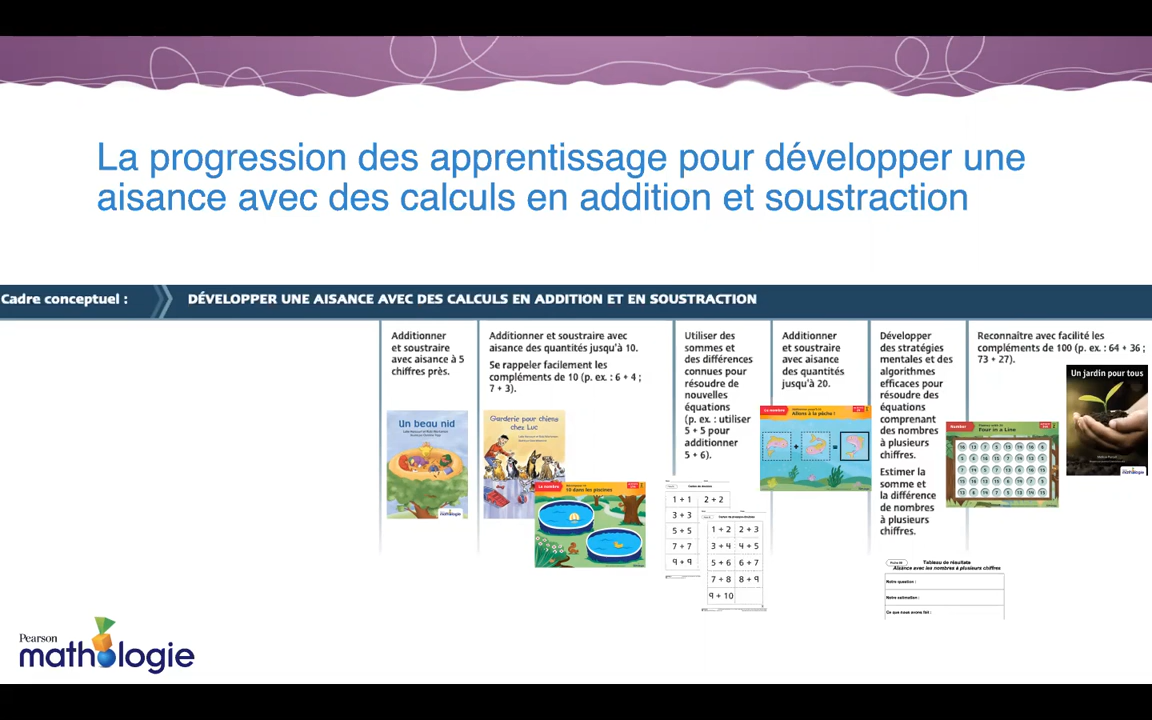 La progression des apprentissage pour développer une
aisance avec des calculs en addition et soustraction
Cadre conceptuel :
DÉVELOPPER UNE AISANCE AVEC DES CALCULS EN ADDITION ET EN SOUSTRACTION
Additionner
et soustraire
avec aisance à 5
chiffres près.
Un beau nid
mathologie
Additionner et soustraire avec
aisance des quantités jusqu'à 10.
Se rappeler facilement les
compléments de 10 (p. ex. : 6 + 4 ;
7 + 3).
Garderie pour chiens
chez Luc
Le nombre
10 dans les piscines
Utiliser des
sommes et
des différences
connues pour
résoudre de
nouvelles
équations
(p. ex. : utiliser
5 + 5 pour
additionner
5 + 6).
1 + 1 2 + 2
3 + 3
5 + 5
7 + 7
9 + 9
1 + 2 2 + 3
3 + 4 4 + 5
5 + 6 6 + 7
7 + 8 8 + 9
9 + 10
Additionner
et soustraire
avec aisance
des quantités
jusqu'à 20.
Le nombre
Allons à la pêche !
Développer
des stratégies
mentales et des
algorithmes
efficaces pour
résoudre des
équations
comprenant
des nombres
à plusieurs
chiffres.
Estimer la
somme et
la différence
de nombres
à plusieurs
chiffres.
Tableau de résultats
Aisance avec les nombres à plusieurs chiffres
Notre question :
Notre estimation :
Ce que nous avons fait :
Reconnaître avec facilité les
compléments de 100 (p. ex. : 64 + 36 ;
73 + 27).
Number
Four in a Line
Un jardin pour tous
Pearson
mathologie